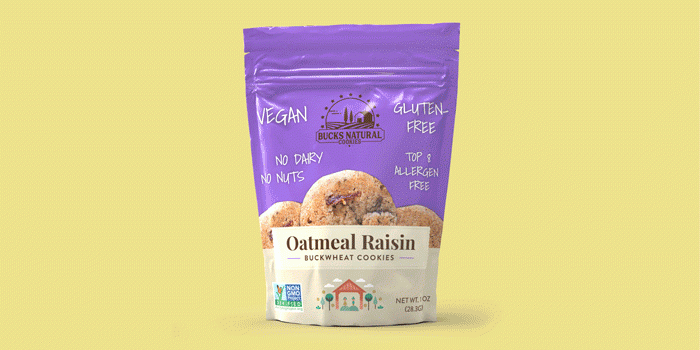 VEGAN
GLUTEN-
FREE
BUCKS NATURAL
COOKIES
NO DAIRY
NO NUTS
TOP 8
ALLERGEN
FREE
Oatmeal Raisin
BUCKWHEAT COOKIES
NON
GMO
Project
VERIFIED
NET WT. 1 OZ
(28.3G)